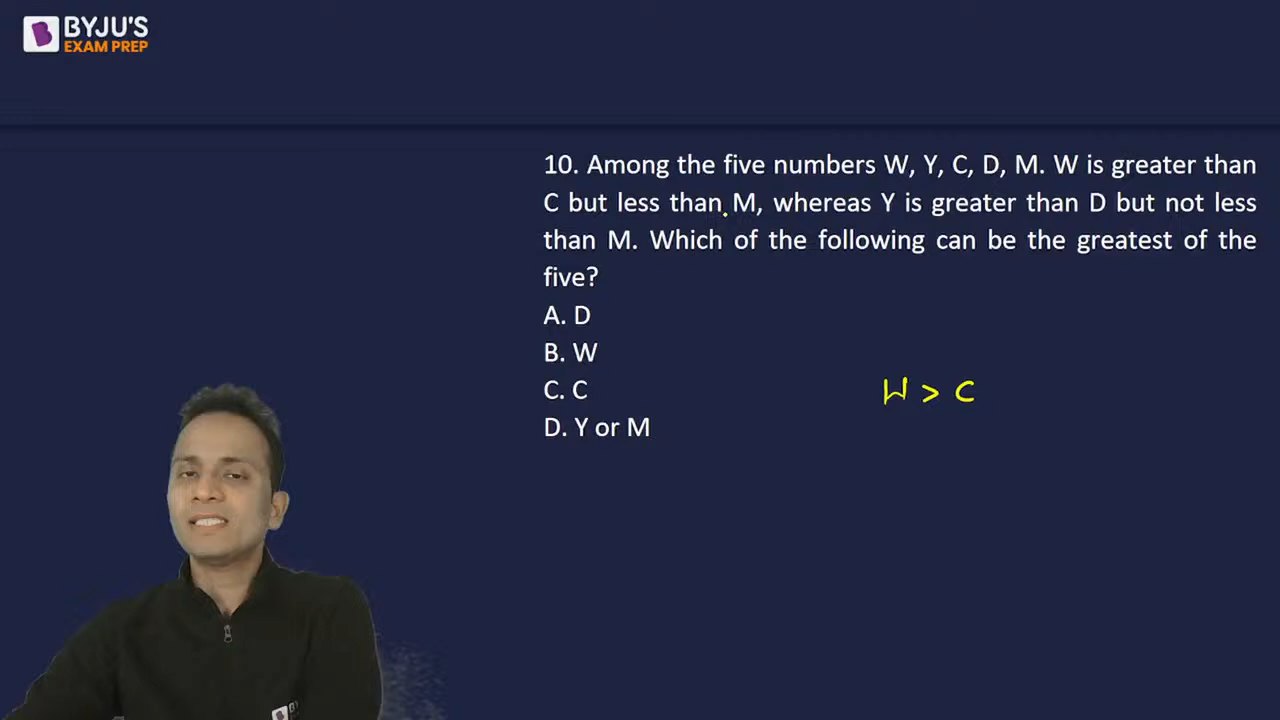 BYJU'S
EXAM PREP
10. Among the five numbers W, Y, C, D, M. W is greater than
C but less than M, whereas Y is greater than D but not less
than M. Which of the following can be the greatest of the
five?
A. D
B. W
C. C
D. Y or M
W > C
BY